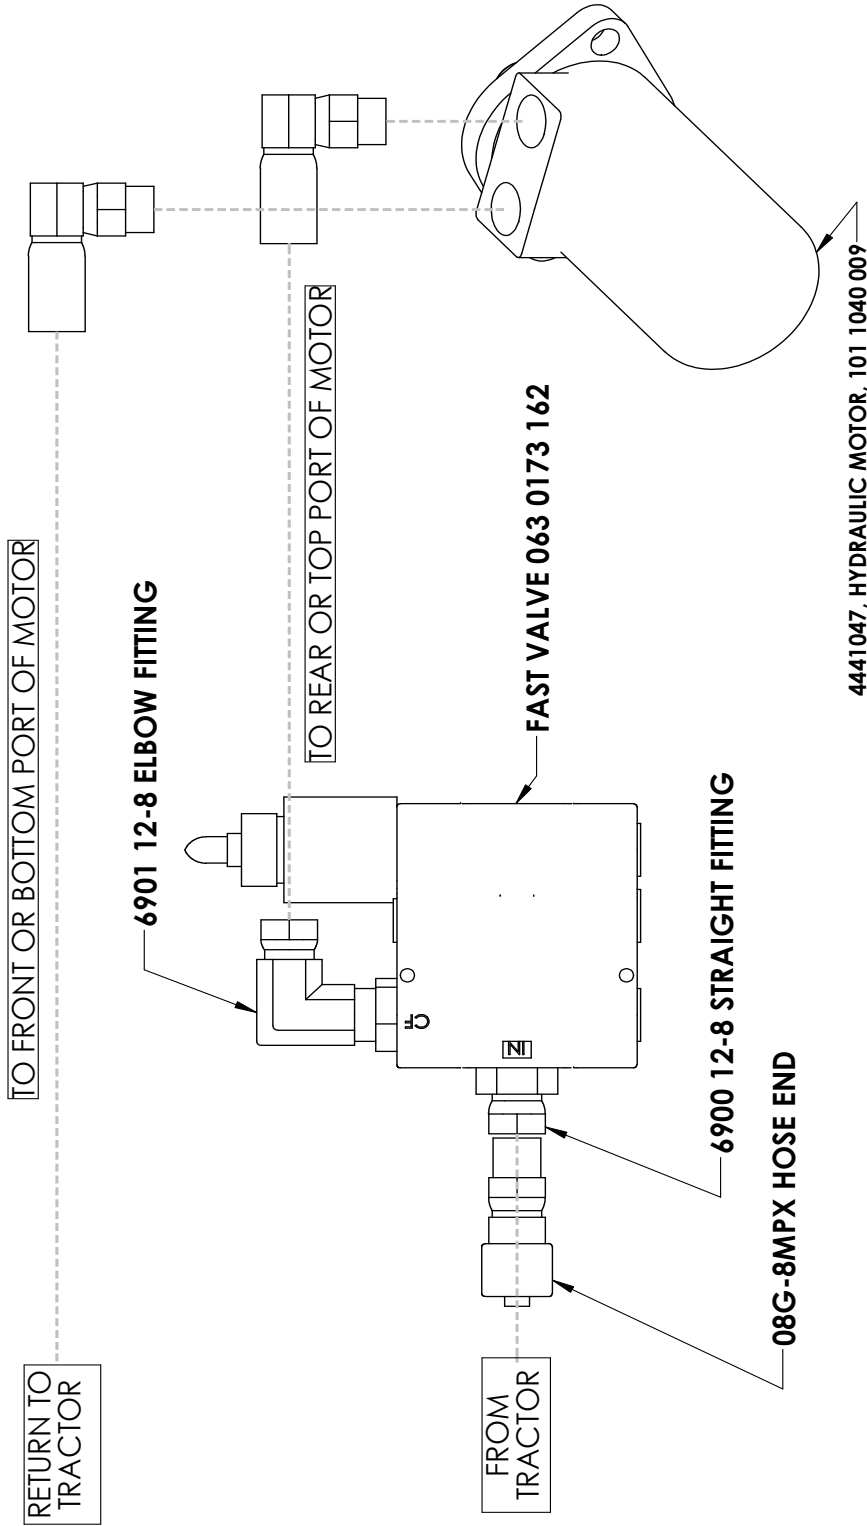 RETURN TO
TRACTOR
TO FRONT OR BOTTOM PORT OF MOTOR
6901 12-8 ELBOW FITTING
TO REAR OR TOP PORT OF MOTOR
CF
IN
FROM
TRACTOR
FAST VALVE 063 0173 162
6900 12-8 STRAIGHT FITTING
08G-8MPX HOSE END
4441047, HYDRAULIC MOTOR, 101 1040 009